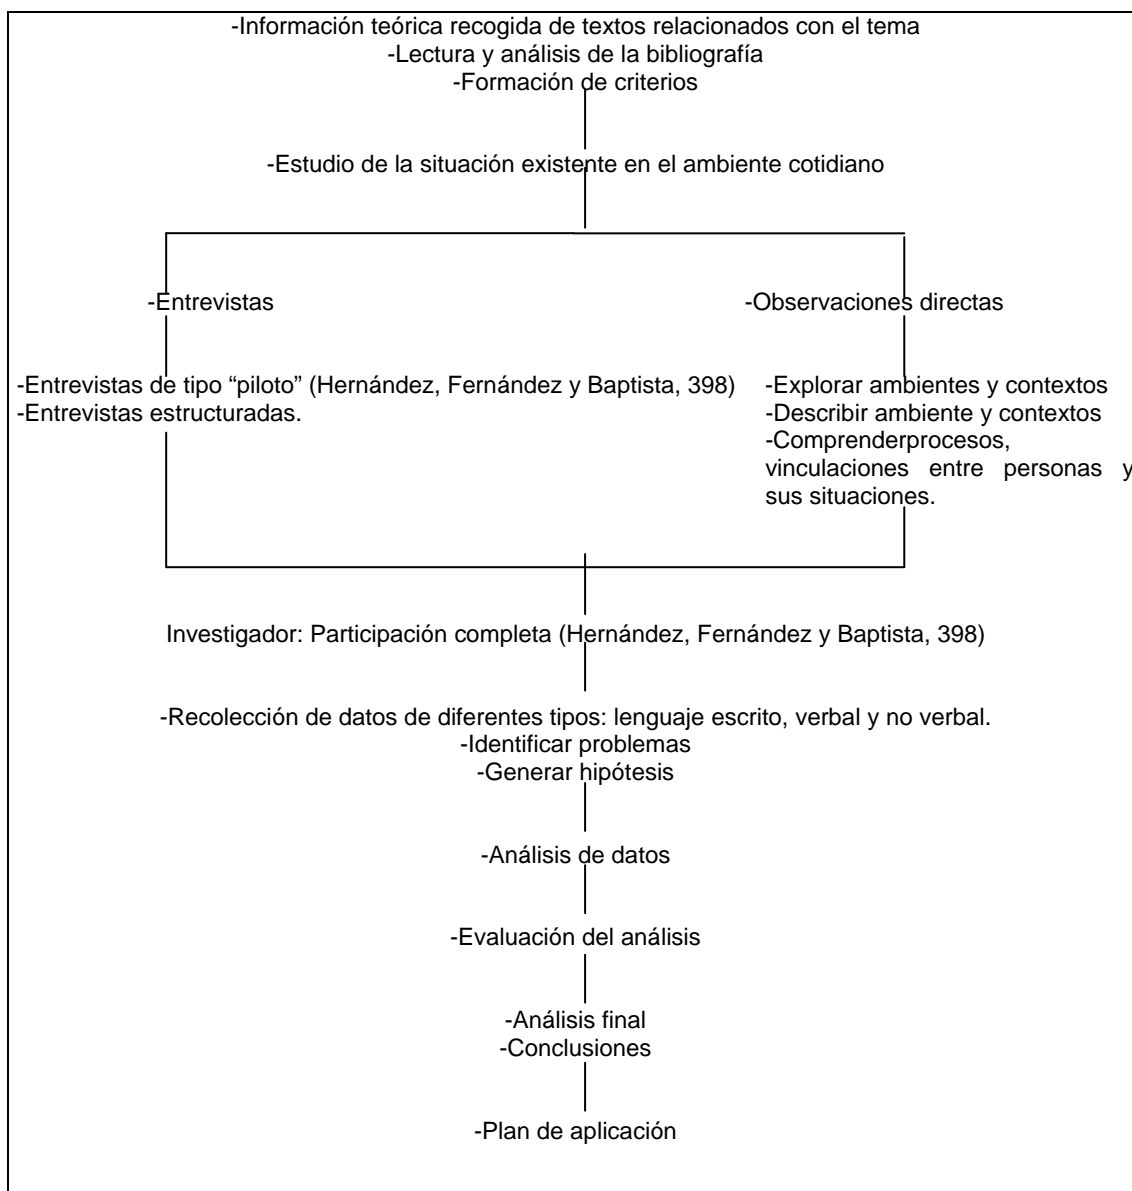 -Información teórica recogida de textos relacionados con el tema
-Lectura y análisis de la bibliografía
-Formación de criterios
-Estudio de la situación existente en el ambiente cotidiano
-Entrevistas
-Observaciones directas
-Entrevistas de tipo “piloto” (Hernández, Fernández y Baptista, 398)
-Entrevistas estructuradas.
-Explorar ambientes y contextos
-Describir ambiente y contextos
-Comprenderprocesos,
vinculaciones entre personas y
sus situaciones.
Investigador: Participación completa (Hernández, Fernández y Baptista, 398)
-Recolección de datos de diferentes tipos: lenguaje escrito, verbal y no verbal.
-Identificar problemas
-Generar hipótesis
-Análisis de datos
-Evaluación del análisis
-Análisis final
-Conclusiones
-Plan de aplicación